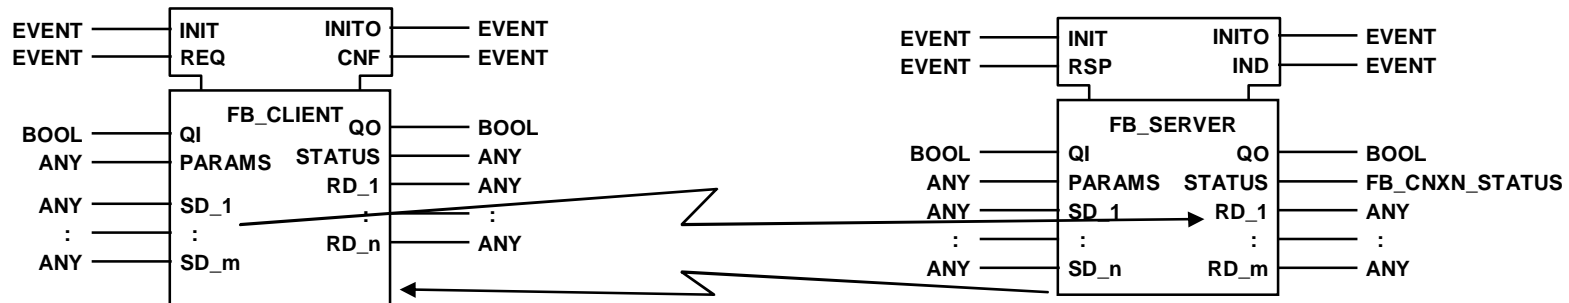 EVENT INIT INITO EVENT
EVENT REQ CNF EVENT
FB_CLIENT
BOOL QI QO BOOL
ANY PARAMS STATUS ANY
RD_1 ANY
ANY SD_1 : :
: : RD_n ANY
ANY SD_m
EVENT INIT INITO EVENT
EVENT RSP IND EVENT
FB_SERVER
BOOL QI QO BOOL
ANY PARAMS STATUS FB_CNXN_STATUS
ANY SD_1 RD_1 ANY
: : : :
ANY SD_n RD_m ANY